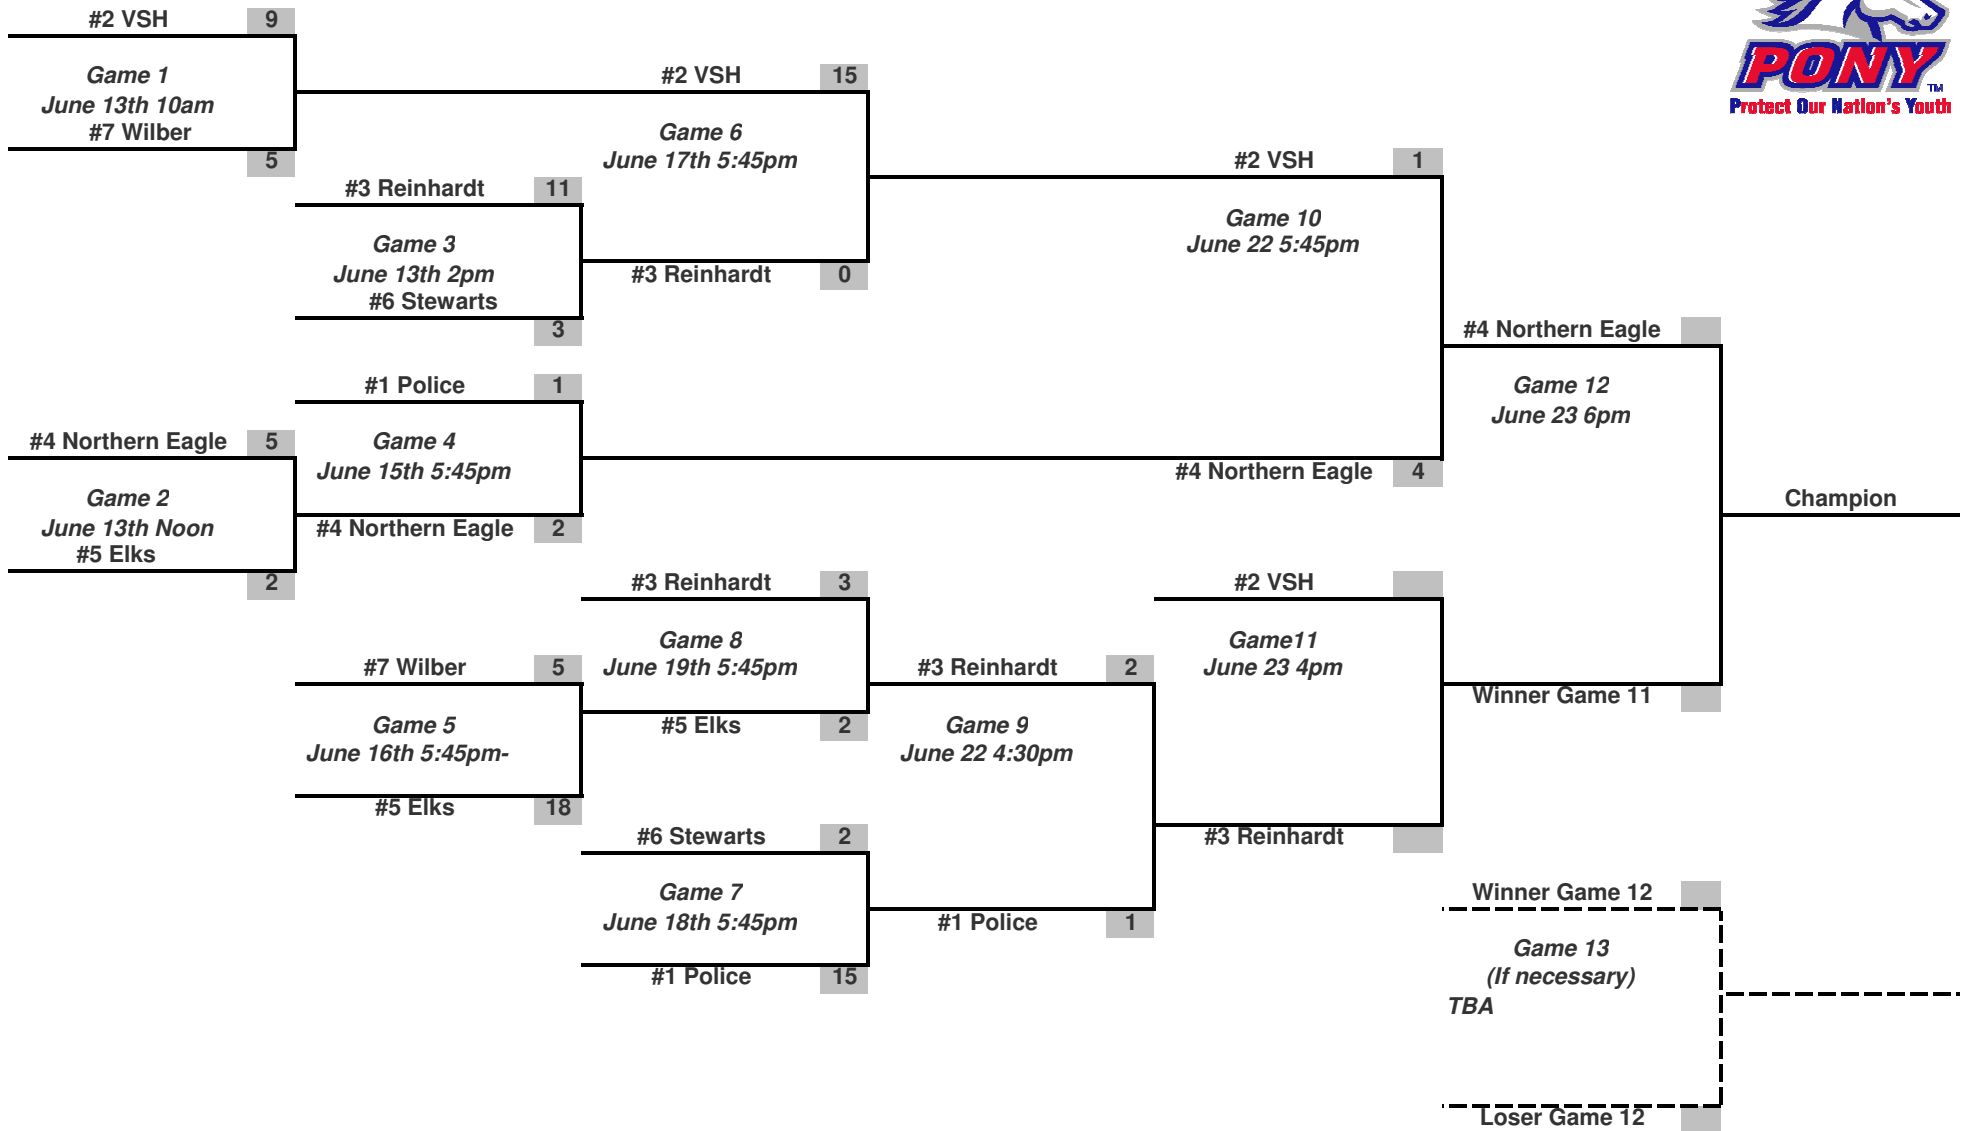 #2 VSH 9
Game 1
June 13th 10am
#7 Wilber
5
#2 VSH 15
Game 6
June 17th 5:45pm
#3 Reinhardt 0
#3 Reinhardt 11
Game 3
June 13th 2pm
#6 Stewarts
3
#2 VSH 1
Game 10
June 22 5:45pm
#4 Northern Eagle 4
#1 Police 1
Game 4
June 15th 5:45pm
#4 Northern Eagle 2
#4 Northern Eagle 5
Game 2
June 13th Noon
#5 Elks
2
#4 Northern Eagle
Game 12
June 23 6pm
Winner Game 11
Champion
#3 Reinhardt 3
Game 8
June 19th 5:45pm
#5 Elks 2
#7 Wilber 5
Game 5
June 16th 5:45pm-
#5 Elks 18
#3 Reinhardt 2
Game 9
June 22 4:30pm
#1 Police 1
#2 VSH
Game11
June 23 4pm
#3 Reinhardt
#6 Stewarts 2
Game 7
June 18th 5:45pm
#1 Police 15
Winner Game 12
Game 13
(If necessary)
TBA
Loser Game 12
PONY TM
Protect Our Nation's Youth